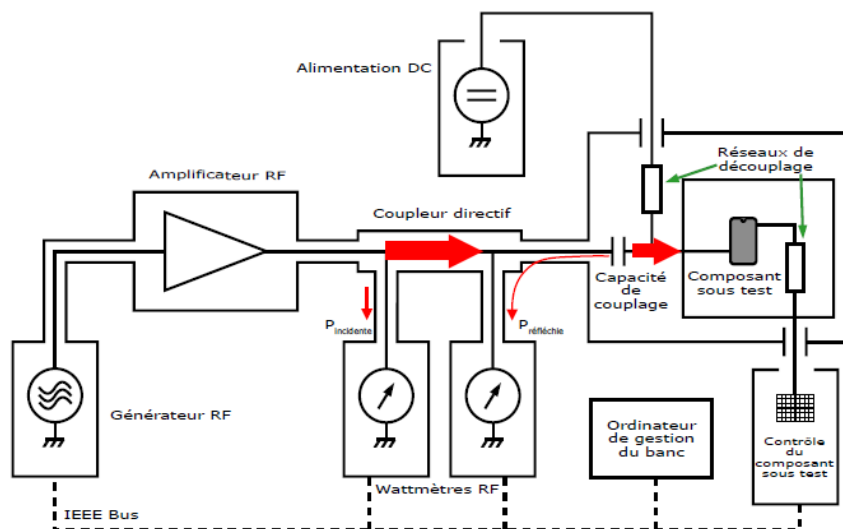 Alimentation DC
Réseaux de
découplage
Amplificateur RF
Coupleur directif
Capacité
de
couplage
Composant
sous test
Pincidente
Préfléchie
Générateur RF
Ordinateur
de gestion
du banc
Contrôle
du
composant
sous test
Wattmètres RF
IEEE Bus